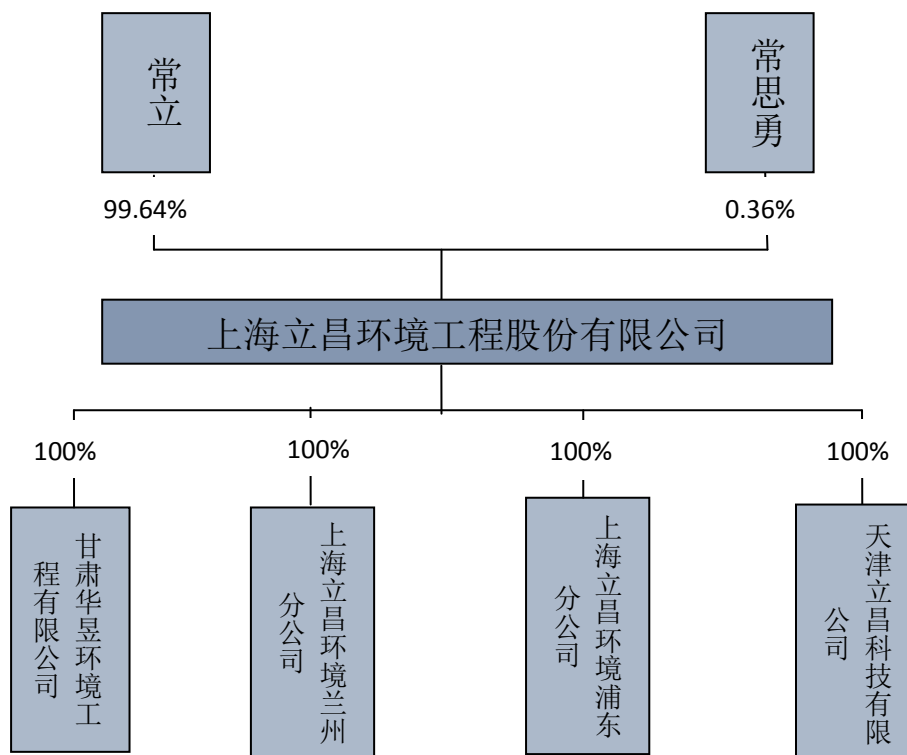 常立
常思勇
99.64%
0.36%
上海立昌环境工程股份有限公司
100%
100%
100%
100%
甘肃华昱环境工
程有限公司
上海立昌环境兰州
分公司
上海立昌环境浦东
分公司
天津立昌科技有限
公司